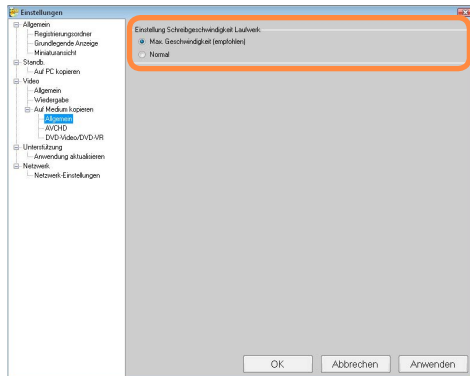 Einstellungen
Allgemein
Registrierungsordner
Grundlegende Anzeige
Miniaturansicht
Standb.
Auf PC kopieren
Video
Allgemein
Wiedergabe
Auf Medium kopieren
Allgemein
AVCHD
DVD-Video/DVD-VR
Unterstützung
Anwendung aktualisieren
Netzwerk
Netzwerk-Einstellungen
Einstellung Schreibgeschwindigkeit Laufwerk
Max. Geschwindigkeit (empfohlen)
Normal
OK
Abbrechen
Anwenden